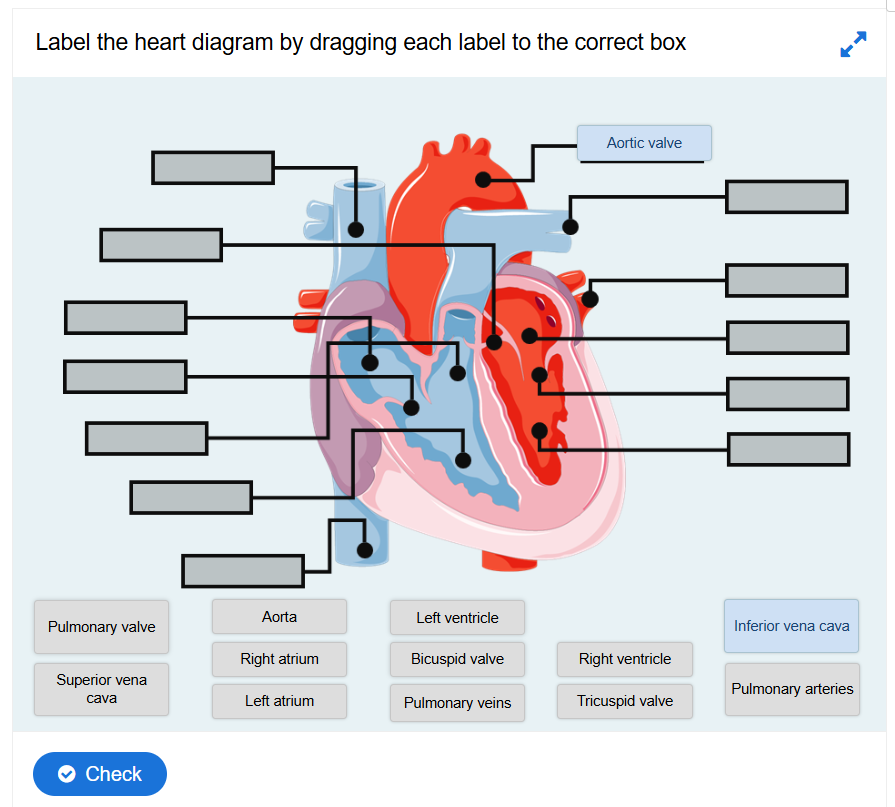 Label the heart diagram by dragging each label to the correct box
Aortic valve
Pulmonary valve
Aorta
Left ventricle
Inferior vena cava
Right atrium
Bicuspid valve
Right ventricle
Superior vena
cava
Left atrium
Pulmonary veins
Tricuspid valve
Pulmonary arteries
Check